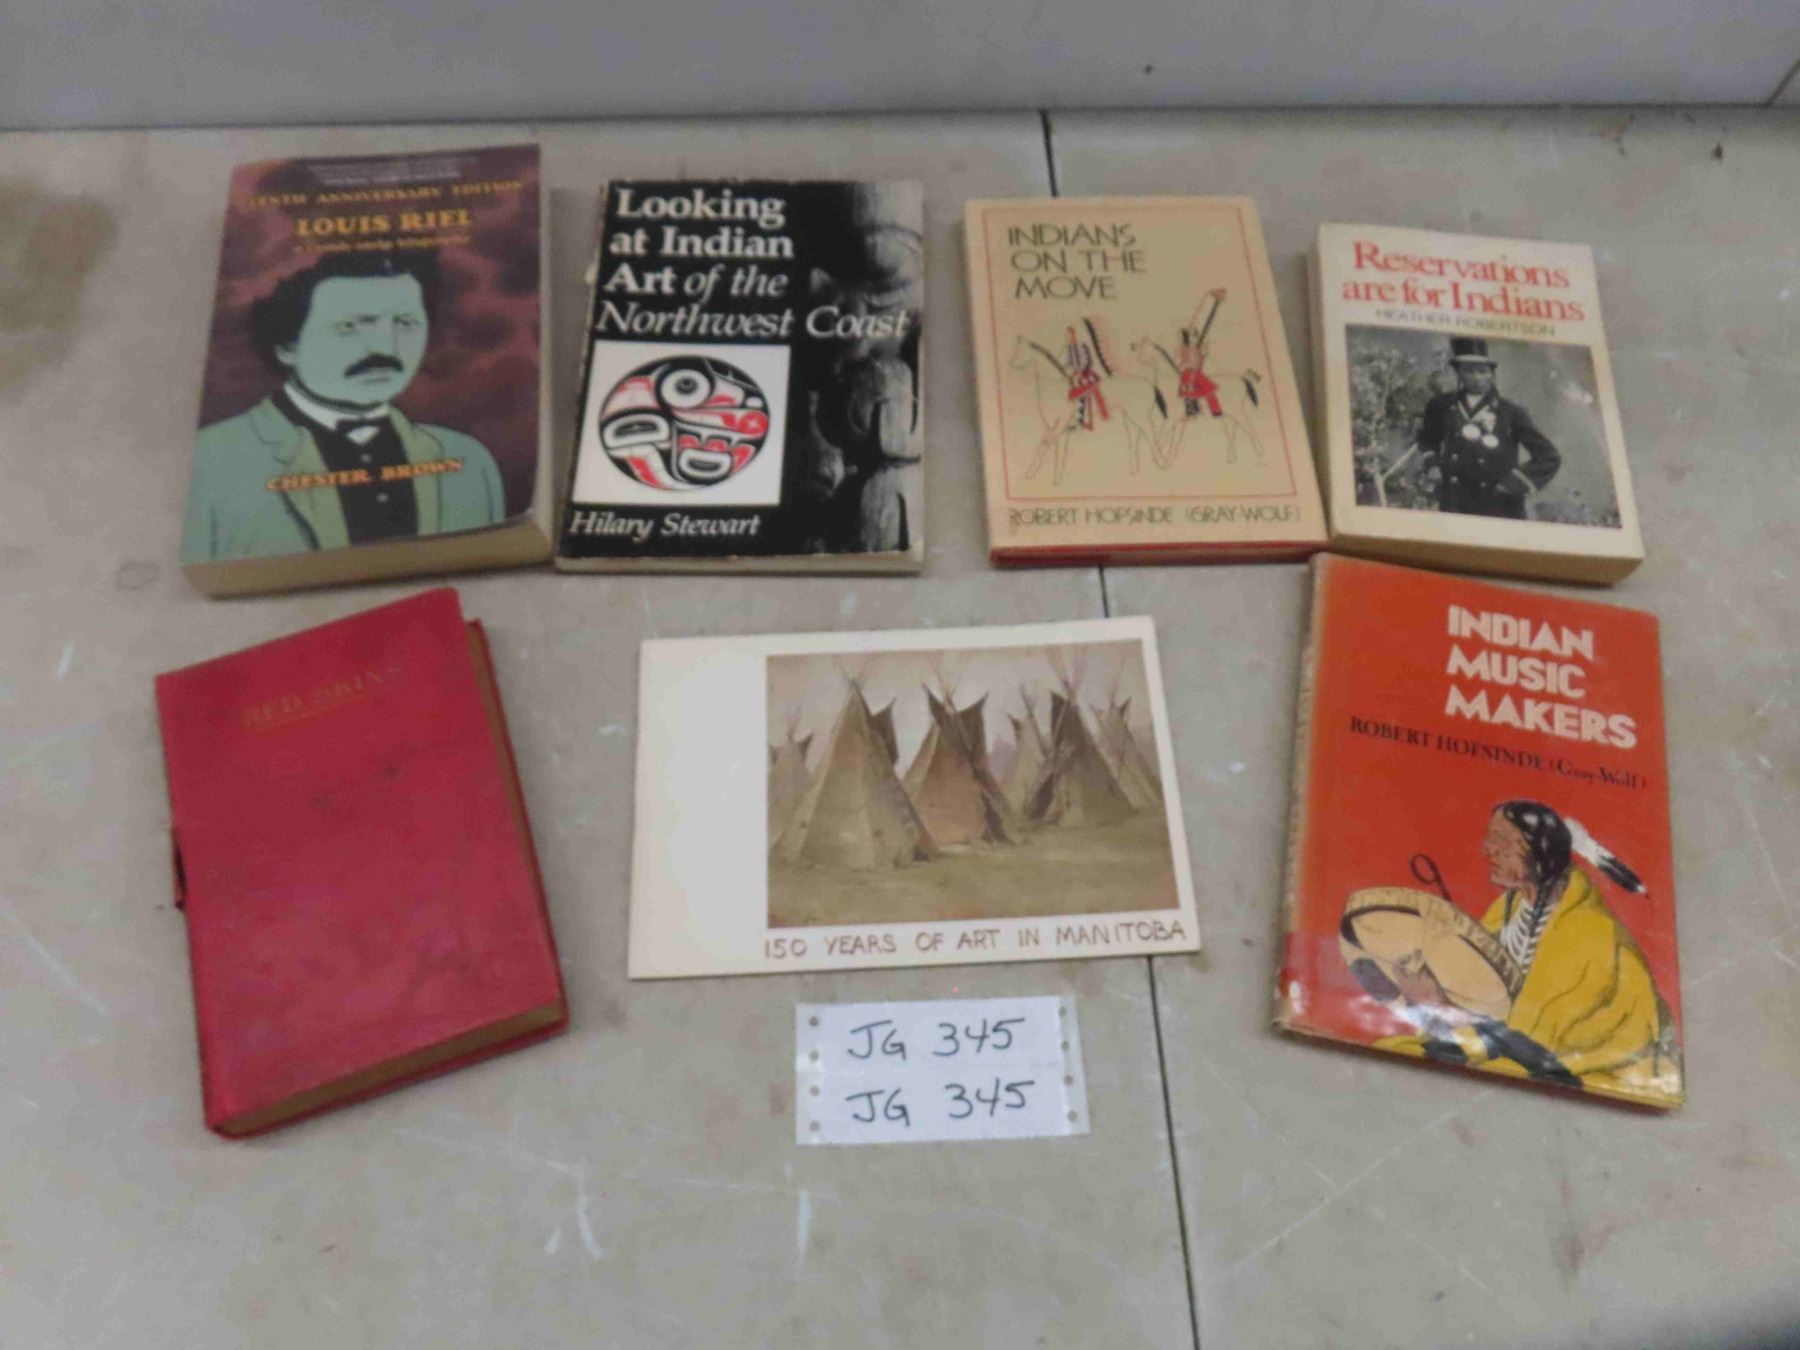 TENTH ANNIVERSARY EDITION
LOUIS RIEL
CHESTER BROWN
Looking
at Indian
Art of the
Northwest Coast
Hilary Stewart
INDIANS
ON THE
MOVE
ROBERT HOFSINDE (GRAY-WOLF)
Reservations
are for Indians
HEATHER ROBERTSON
RED SKINS
150 YEARS OF ART IN MANITOBA
INDIAN
MUSIC
MAKERS
ROBERT HOFSINDE (Gray-Wolf)
JG 345
JG 345